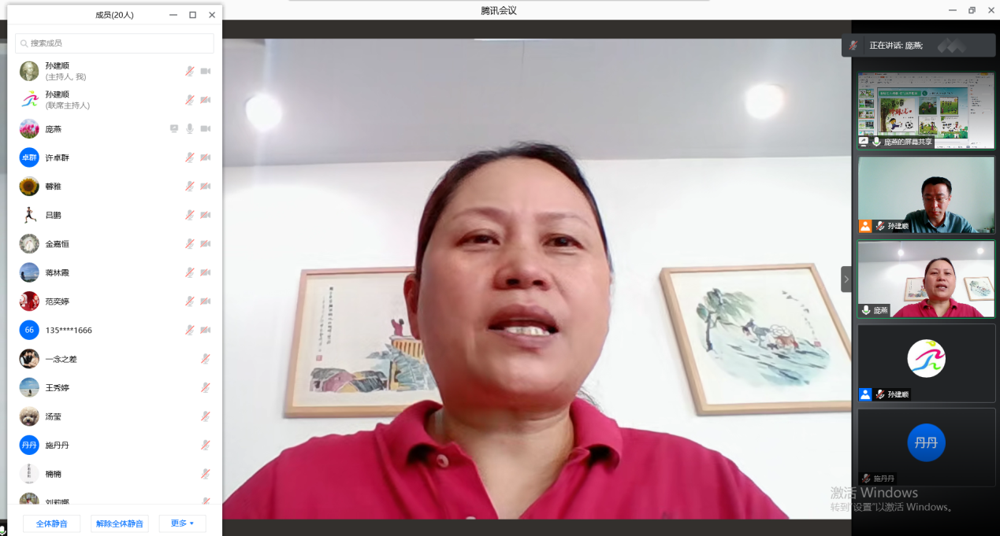 腾讯会议
成员(20人)
搜索成员
孙建顺
(主持人, 我)
孙建顺
(联席主持人)
庞燕
卓群
许卓群
馨雅
吕鹏
金嘉恒
蒋林霞
范奕婷
66
135****1666
一念之差
王秀婷
汤莹
丹丹
施丹丹
楠楠
刘莉娜
全体静音
解除全体静音
更多
正在讲话: 庞燕;
庞燕的屏幕共享
孙建顺
庞燕
孙建顺
丹丹
施丹丹
激活 Windows
转到"设置"以激活 Windows。